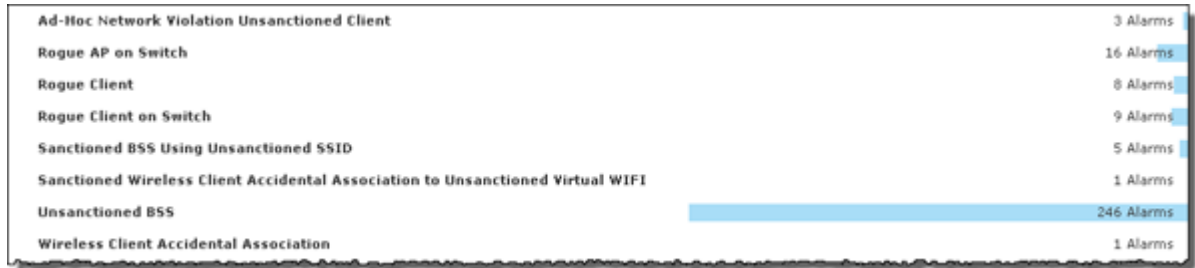 Ad-Hoc Network Violation Unsanctioned Client 3 Alarms
Rogue AP on Switch 16 Alarms
Rogue Client 8 Alarms
Rogue Client on Switch 9 Alarms
Sanctioned BSS Using Unsanctioned SSID 5 Alarms
Sanctioned Wireless Client Accidental Association to Unsanctioned Virtual WIFI 1 Alarms
Unsanctioned BSS 246 Alarms
Wireless Client Accidental Association 1 Alarms